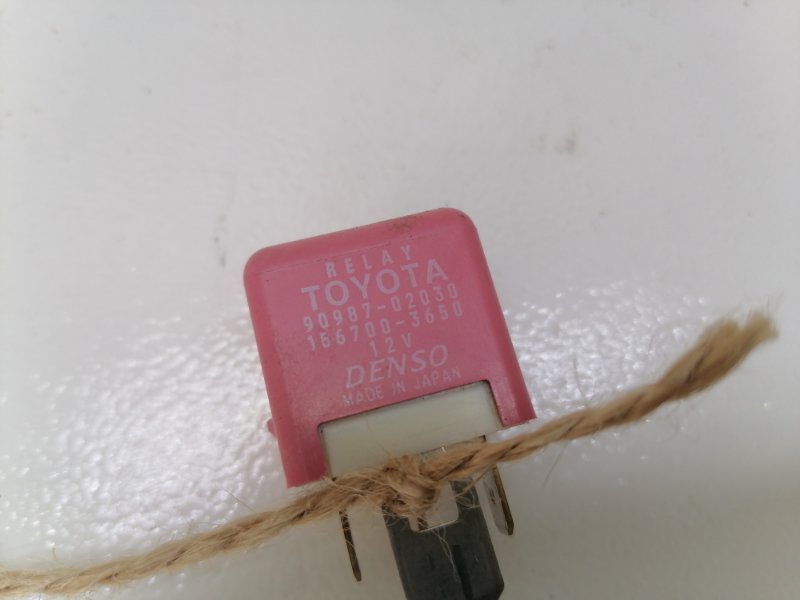 RELAY
TOYOTA
90987-02030
156700-3650
12V
DENSO
MADE IN JAPAN